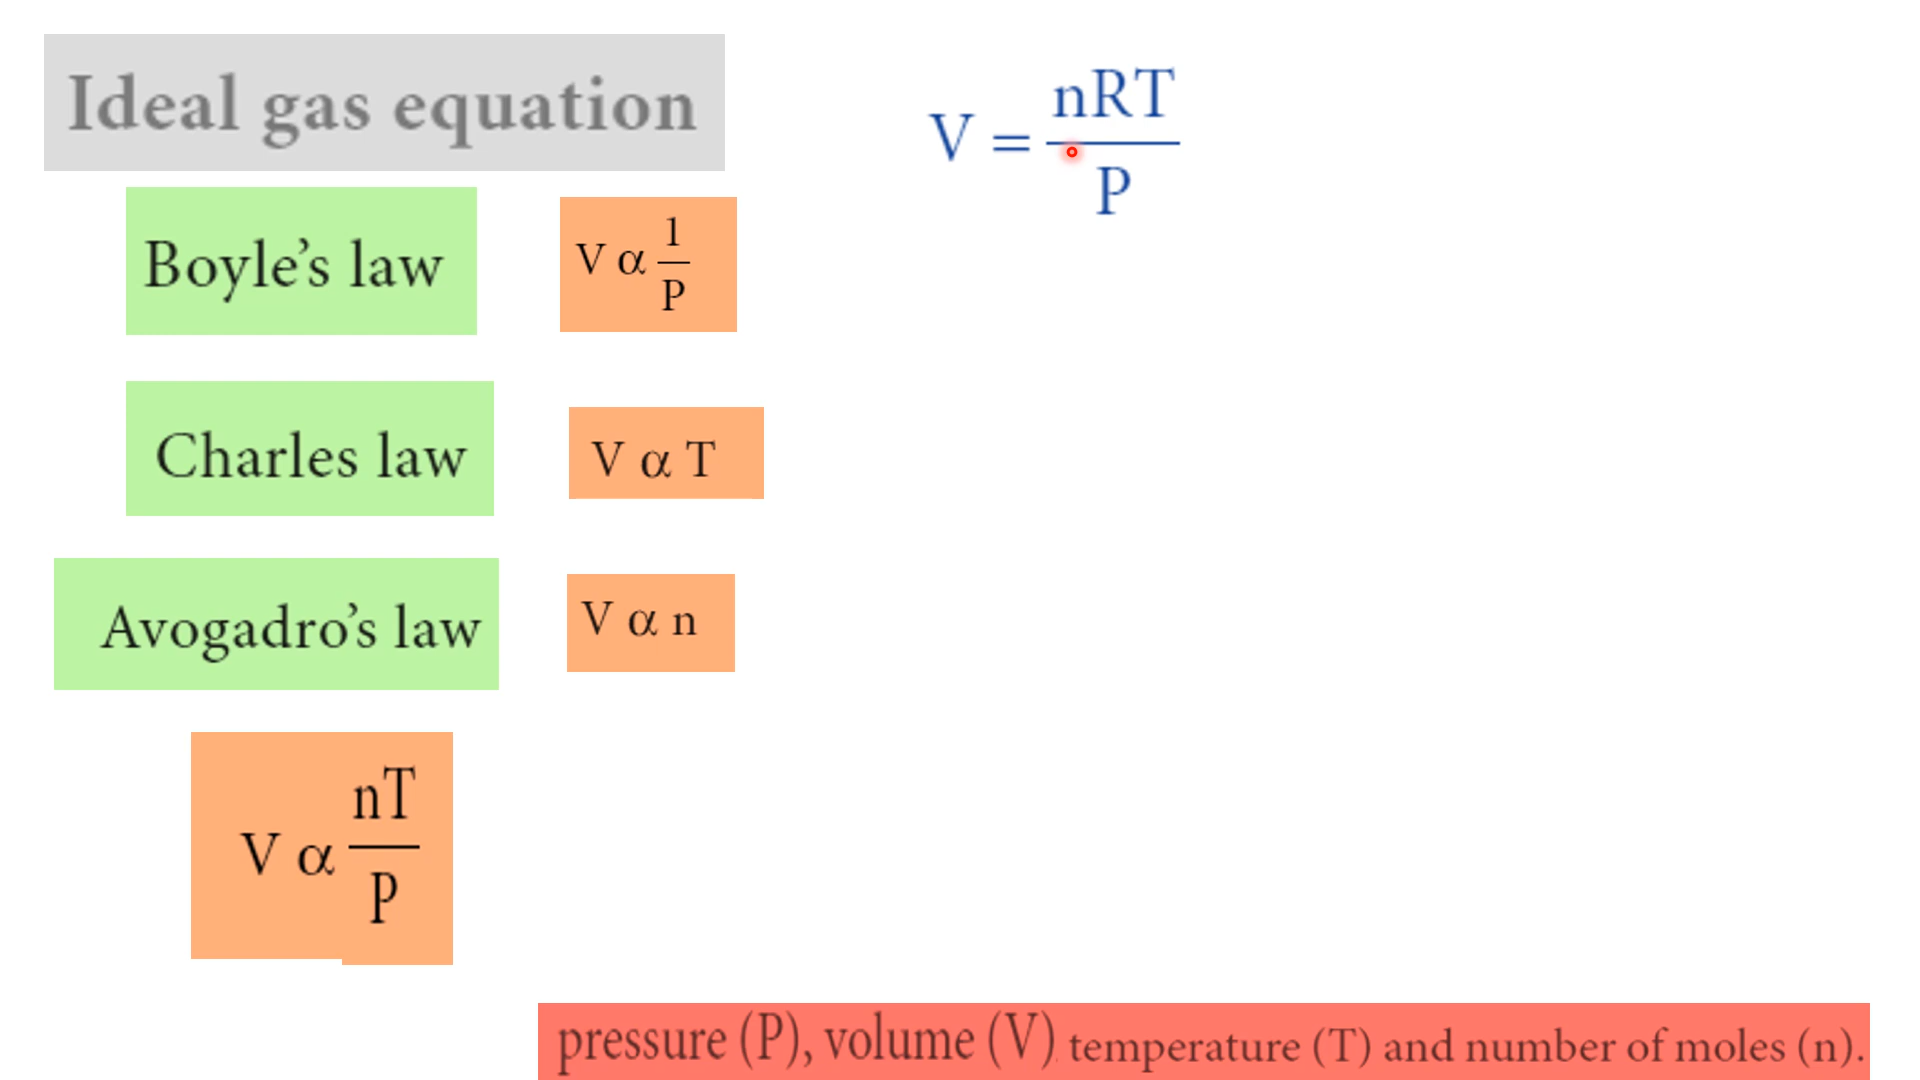 Ideal gas equation
V = nRT / P
Boyle's law
V α 1 / P
Charles law
V α T
Avogadro's law
V α n
V α nT / P
pressure (P), volume (V) temperature (T) and number of moles (n).